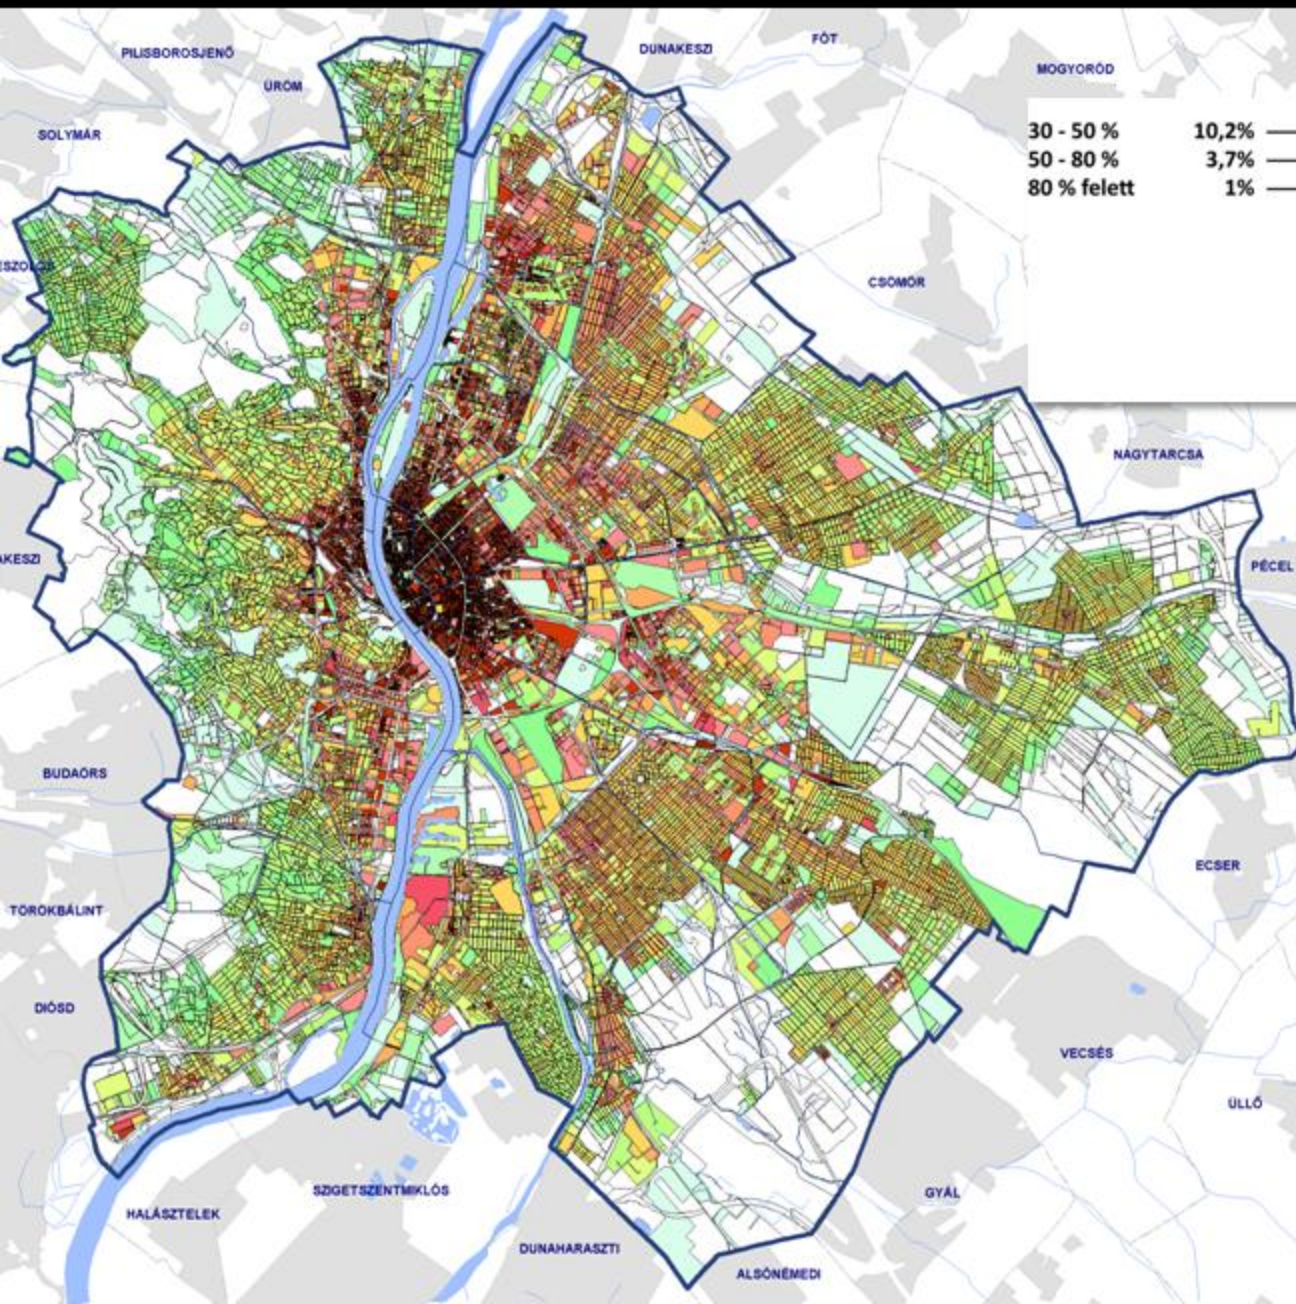 PILISBOROSJENŐ
DUNAKESZI
FÓT
MOGYORÓD
ÜRÖM
SOLYMÁR
30 - 50 % 10,2%
50 - 80 % 3,7%
80 % felett 1%
CSÖMÖR
NAGYTARCSA
AKESZI
PÉCEL
BUDAÖRS
ECSER
TÖRÖKBÁLINT
DIÓSD
VECSÉS
ÜLLŐ
SZIGETSZENTMIKLÓS
GYÁL
HALÁSZTELEK
DUNAHARASZTI
ALSÓNÉMEDI